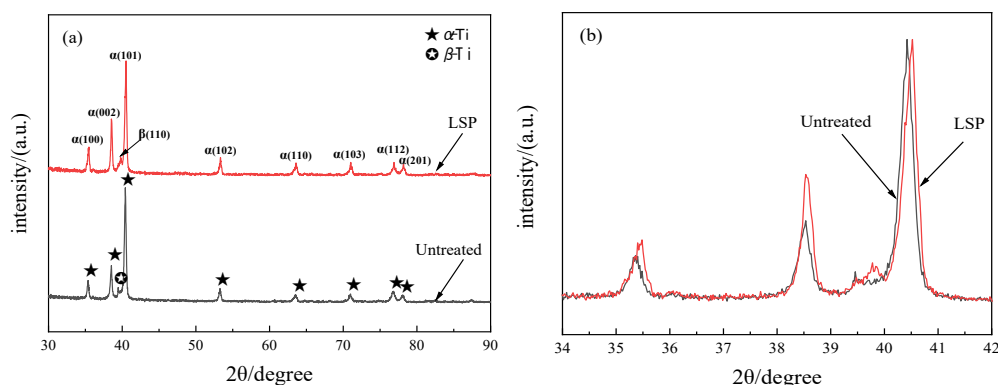 (a)
★ α-Ti
✪ β-Ti
α(101)
α(002)
β(110)
α(100)
α(102)
α(110)
α(103)
α(112)
α(201)
LSP
Untreated
intensity/(a.u.)
30 40 50 60 70 80 90
2θ/degree
(b)
Untreated
LSP
intensity/(a.u.)
34 35 36 37 38 39 40 41 42
2θ/degree